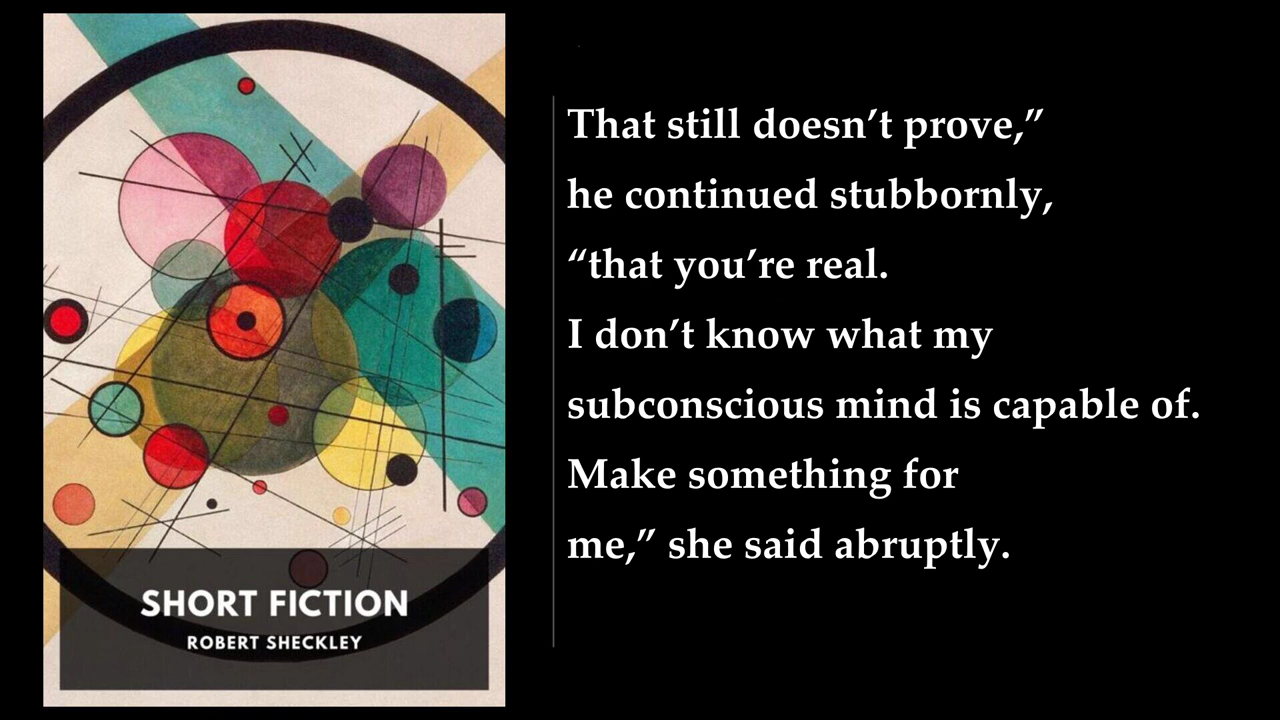 SHORT FICTION
ROBERT SHECKLEY
That still doesn’t prove,”
he continued stubbornly,
“that you’re real.
I don’t know what my
subconscious mind is capable of.
Make something for
me,” she said abruptly.